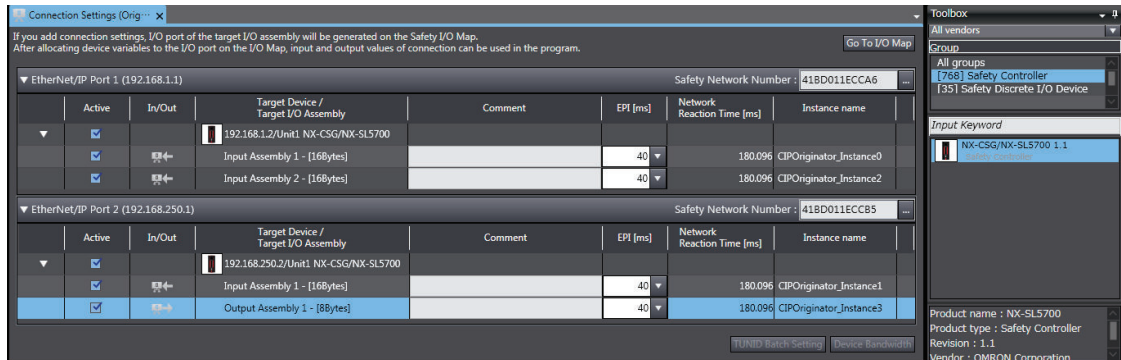 Connection Settings (Orig··· x
If you add connection settings, I/O port of the target I/O assembly will be generated on the Safety I/O Map.
After allocating device variables to the I/O port on the I/O Map, input and output values of connection can be used in the program.
Go To I/O Map
▼ EtherNet/IP Port 1 (192.168.1.1) Safety Network Number : 41BD011ECCA6 ...
Active In/Out Target Device / Target I/O Assembly Comment EPI [ms] Network Reaction Time [ms] Instance name
192.168.1.2/Unit1 NX-CSG/NX-SL5700
Input Assembly 1 - [16Bytes] 40 180.096 CIPOriginator_Instance0
Input Assembly 2 - [16Bytes] 40 180.096 CIPOriginator_Instance2
▼ EtherNet/IP Port 2 (192.168.250.1) Safety Network Number : 41BD011ECCB5 ...
Active In/Out Target Device / Target I/O Assembly Comment EPI [ms] Network Reaction Time [ms] Instance name
192.168.250.2/Unit1 NX-CSG/NX-SL5700
Input Assembly 1 - [16Bytes] 40 180.096 CIPOriginator_Instance1
Output Assembly 1 - [8Bytes] 40 180.096 CIPOriginator_Instance3
TUNID Batch Setting Device Bandwidth
Toolbox
All vendors
Group
All groups
[768] Safety Controller
[35] Safety Discrete I/O Device
Input Keyword
NX-CSG/NX-SL5700 1.1
Safety Controller
Product name : NX-SL5700
Product type : Safety Controller
Revision : 1.1
Vendor : OMRON Corporation